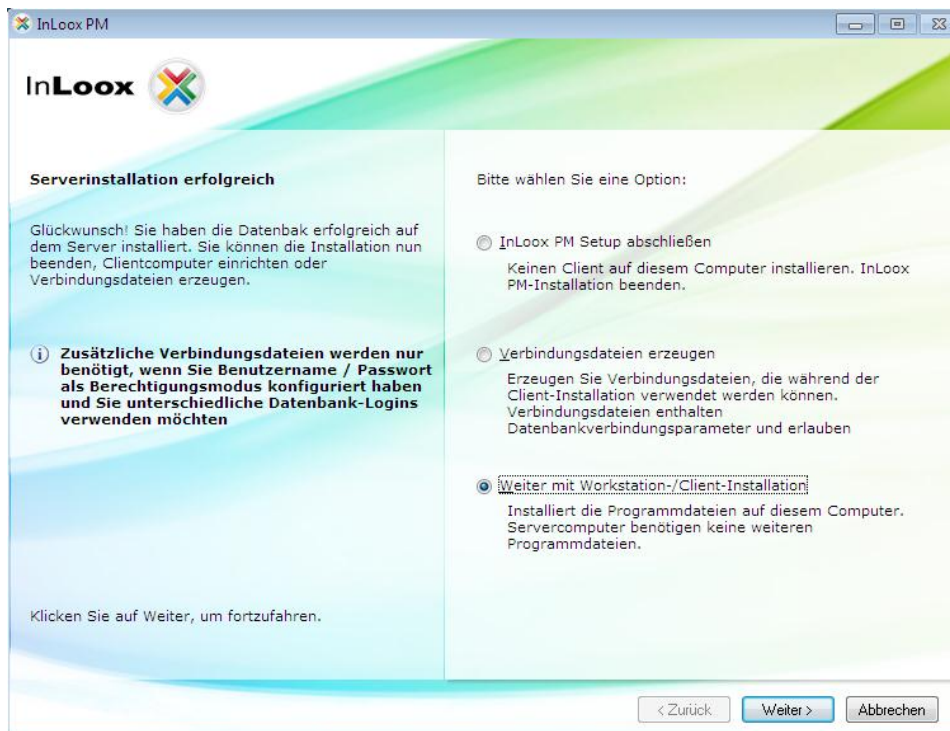 InLoox PM
InLoox
Serverinstallation erfolgreich
Glückwunsch! Sie haben die Datenbak erfolgreich auf
dem Server installiert. Sie können die Installation nun
beenden, Clientcomputer einrichten oder
Verbindungsdateien erzeugen.
Zusätzliche Verbindungsdateien werden nur
benötigt, wenn Sie Benutzername / Passwort
als Berechtigungsmodus konfiguriert haben
und Sie unterschiedliche Datenbank-Logins
verwenden möchten
Klicken Sie auf Weiter, um fortzufahren.
Bitte wählen Sie eine Option:
InLoox PM Setup abschließen
Keinen Client auf diesem Computer installieren. InLoox
PM-Installation beenden.
Verbindungsdateien erzeugen
Erzeugen Sie Verbindungsdateien, die während der
Client-Installation verwendet werden können.
Verbindungsdateien enthalten
Datenbankverbindungsparameter und erlauben
Weiter mit Workstation-/Client-Installation
Installiert die Programmdateien auf diesem Computer.
Servercomputer benötigen keine weiteren
Programmdateien.
< Zurück
Weiter >
Abbrechen